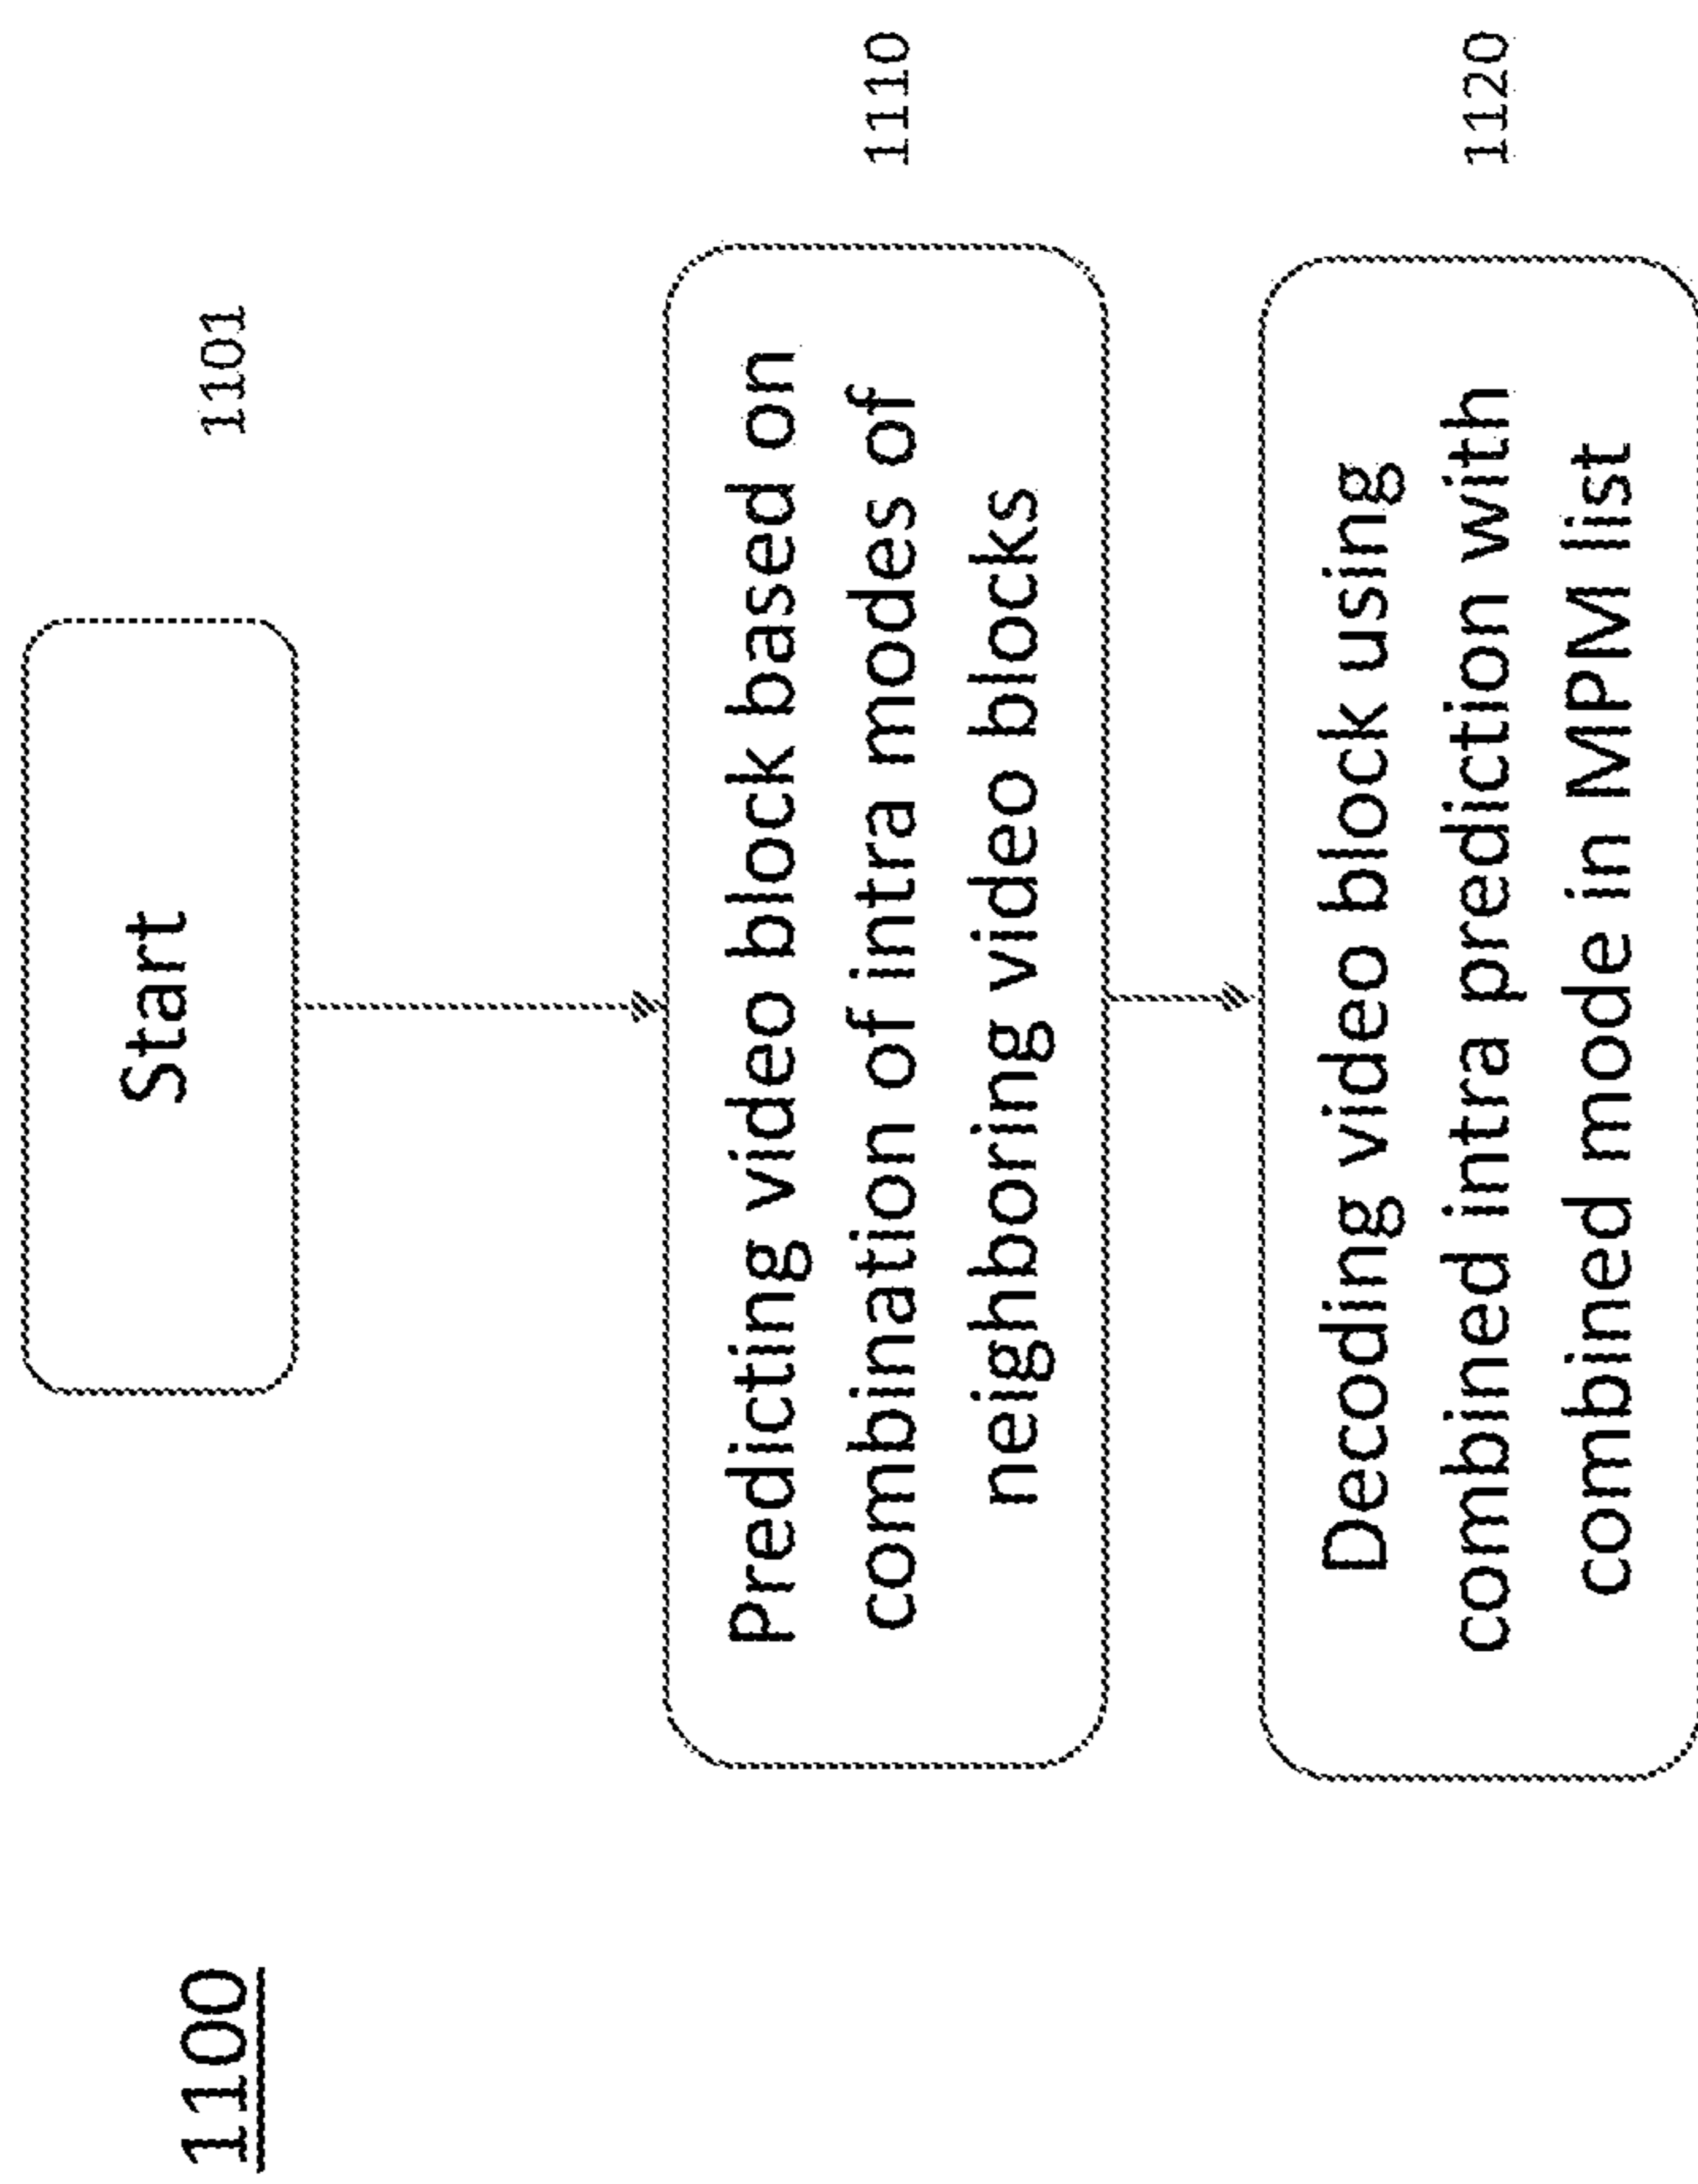 1100
Start
1101
Predicting video block based on
combination of intra modes of
neighboring video blocks
1110
Decoding video block using
combined intra prediction with
combined mode in MPM list
1120